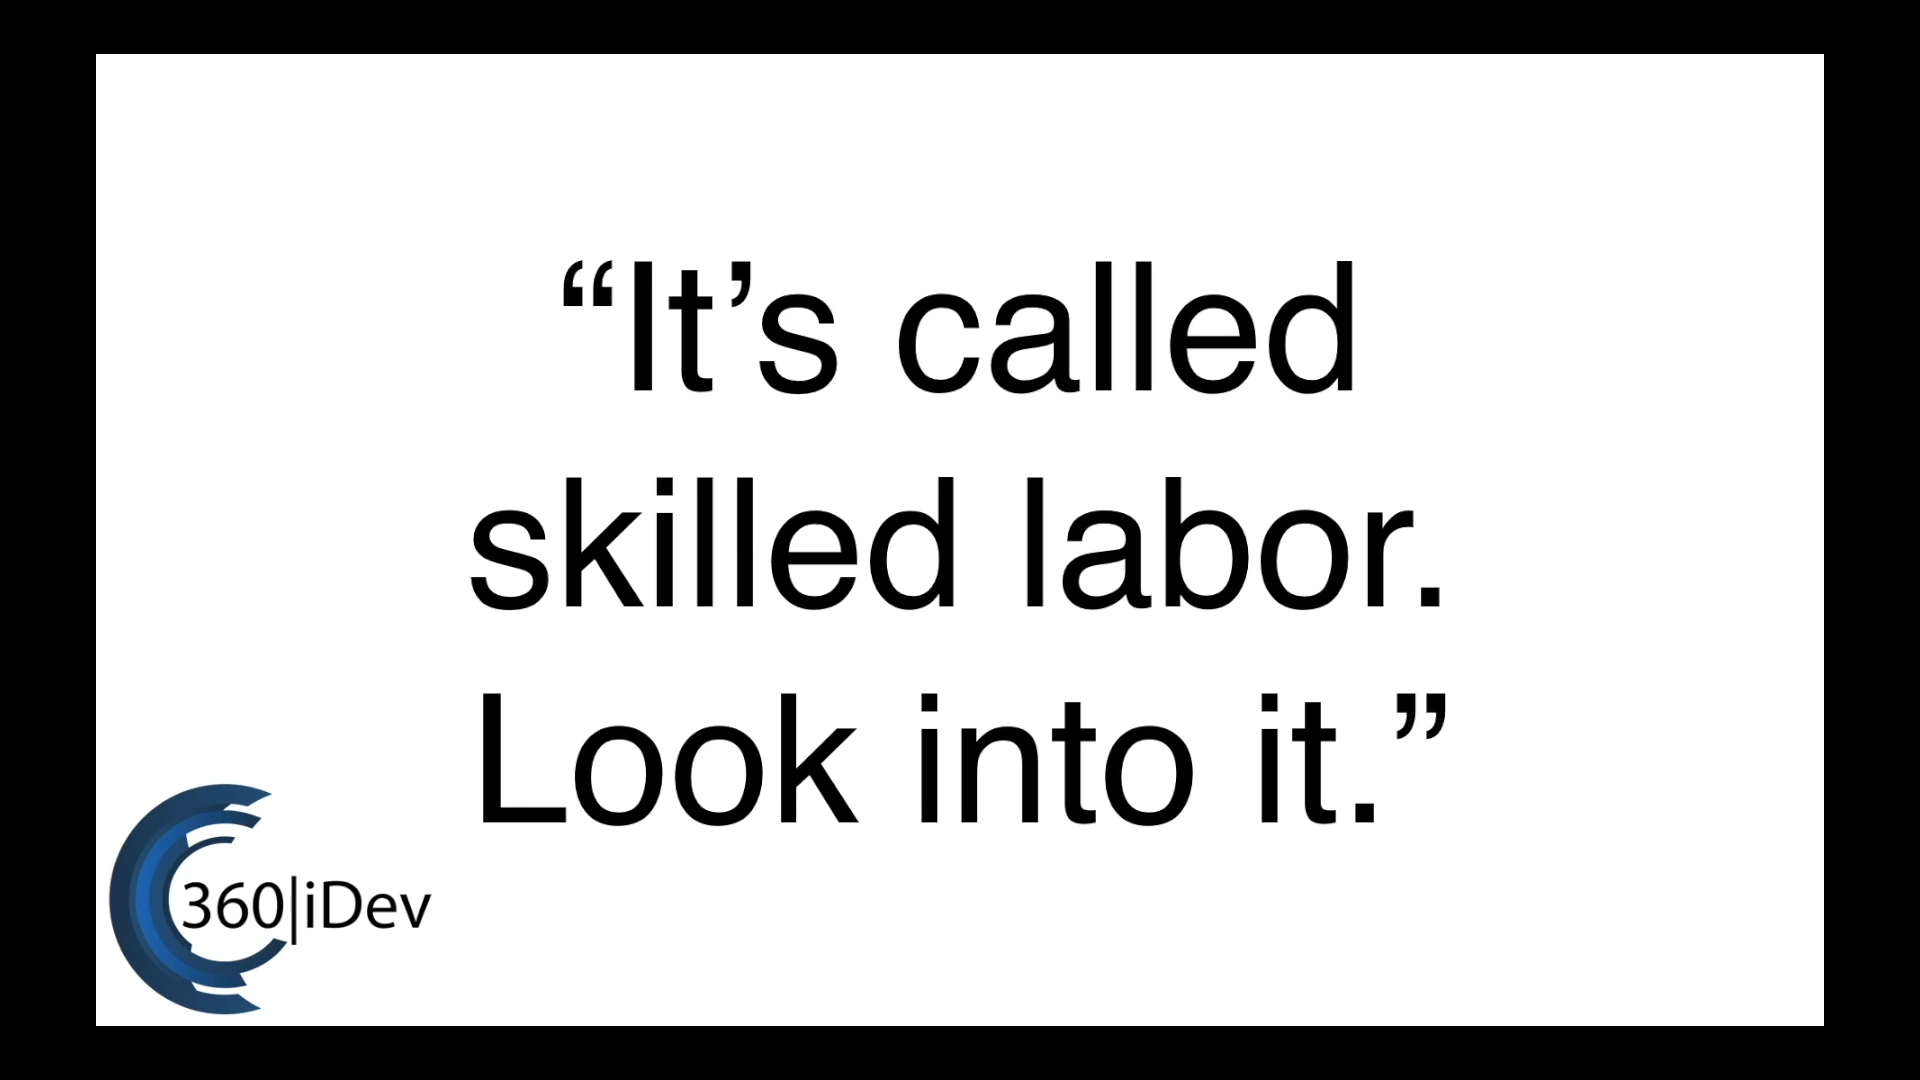 “It’s called
skilled labor.
Look into it.”
360|iDev